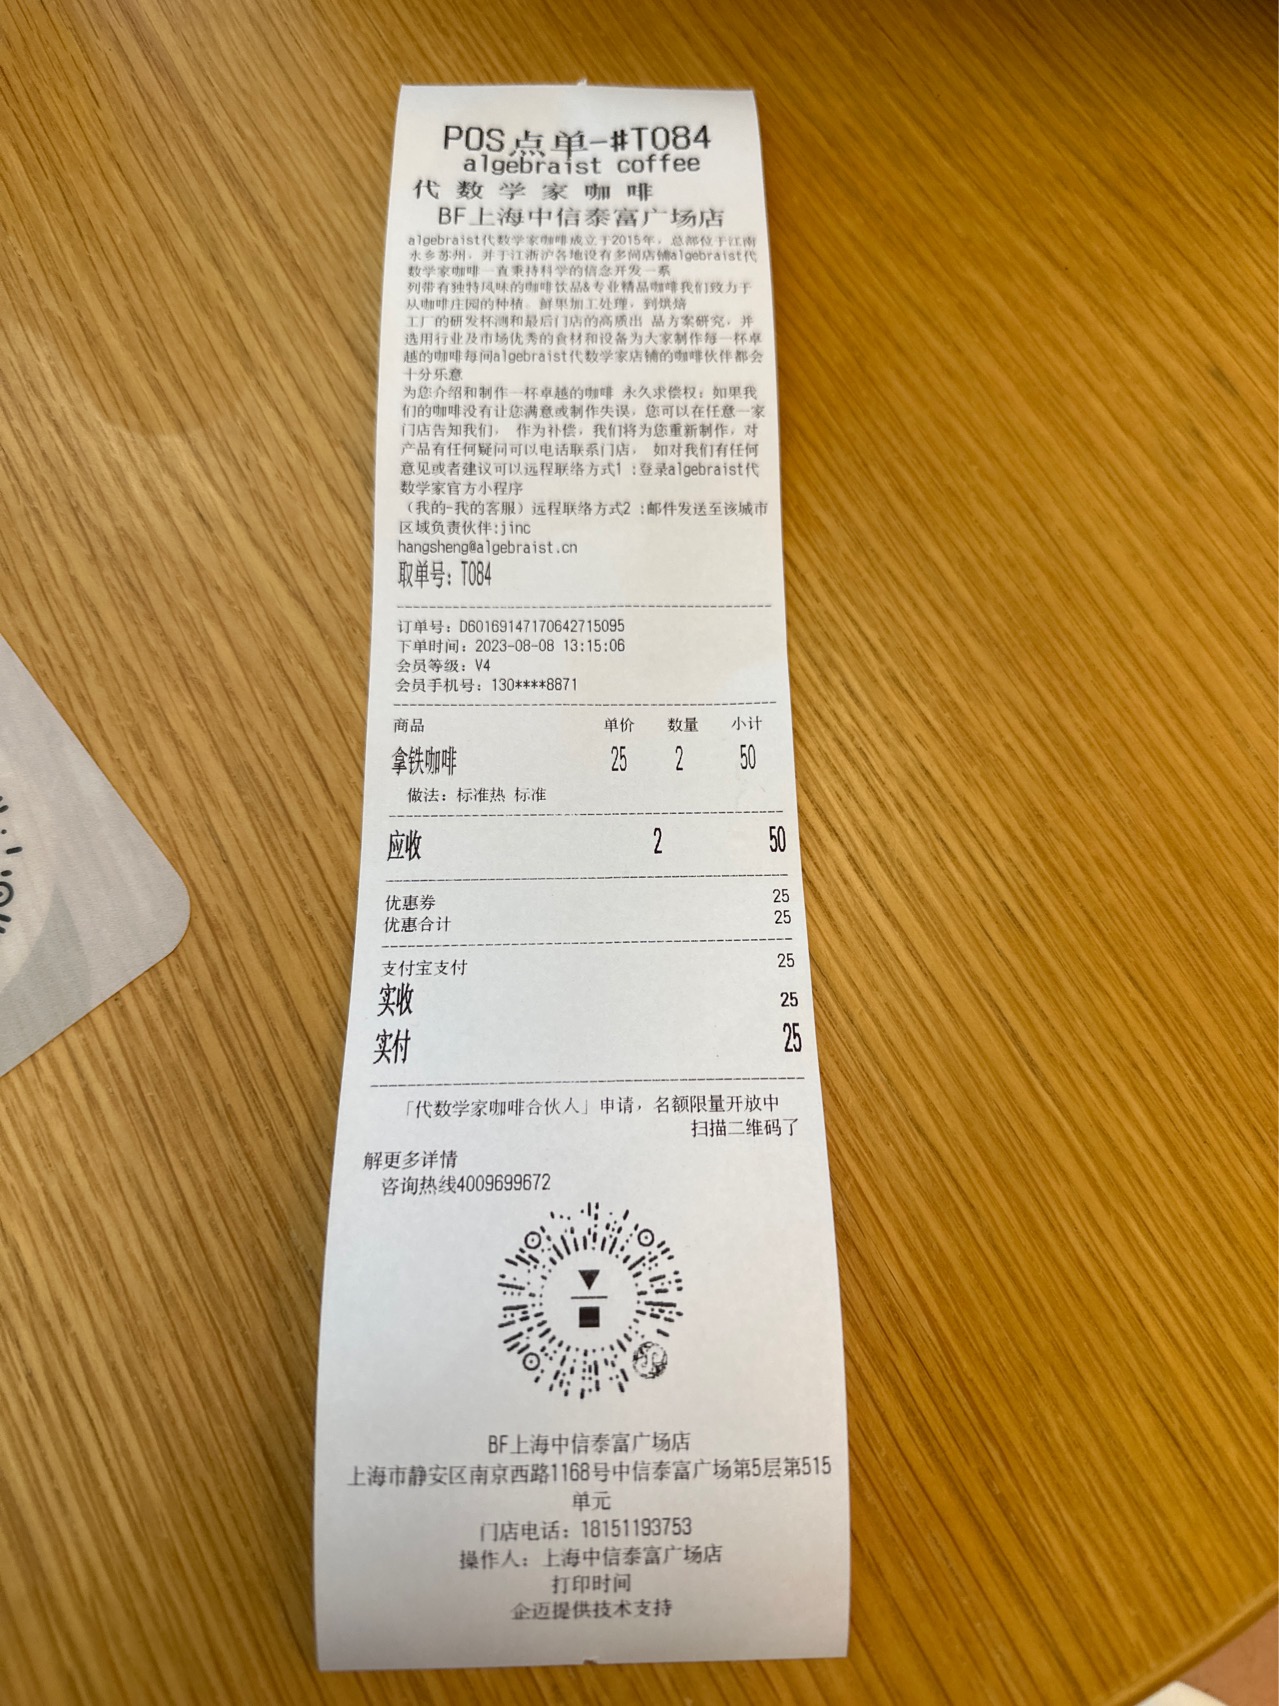 POS点单-#T084
algebraist coffee
代数学家咖啡
BF上海中信泰富广场店
algebraist代数学家咖啡成立于2015年，总部位于江南
水乡苏州，并于江浙沪各地设有多间店铺algebraist代
数学家咖啡一直秉持科学的信念开发一系
列带有独特风味的咖啡饮品&专业精品咖啡我们致力于
从咖啡庄园的种植、鲜果加工处理，到烘焙
工厂的研发杯测和最后门店的高质出 品方案研究，并
选用行业及市场优秀的食材和设备为大家制作每一杯卓
越的咖啡每间algebraist代数学家店铺的咖啡伙伴都会
十分乐意
为您介绍和制作一杯卓越的咖啡 永久求偿权：如果我
们的咖啡没有让您满意或制作失误，您可以在任意一家
门店告知我们， 作为补偿，我们将为您重新制作，对
产品有任何疑问可以电话联系门店， 如对我们有任何
意见或者建议可以远程联络方式1 :登录algebraist代
数学家官方小程序
（我的-我的客服）远程联络方式2 :邮件发送至该城市
区域负责伙伴:jinc
hangsheng@algebraist.cn
取单号：T084
订单号：D60169147170642715095
下单时间：2023-08-08 13:15:06
会员等级：V4
会员手机号：130****8871
商品 单价 数量 小计
拿铁咖啡 25 2 50
做法：标准热 标准
应收 2 50
优惠券 25
优惠合计 25
支付宝支付 25
实收 25
实付 25
「代数学家咖啡合伙人」申请，名额限量开放中
扫描二维码了
解更多详情
咨询热线4009699672
BF上海中信泰富广场店
上海市静安区南京西路1168号中信泰富广场第5层第515
单元
门店电话：18151193753
操作人：上海中信泰富广场店
打印时间
企迈提供技术支持